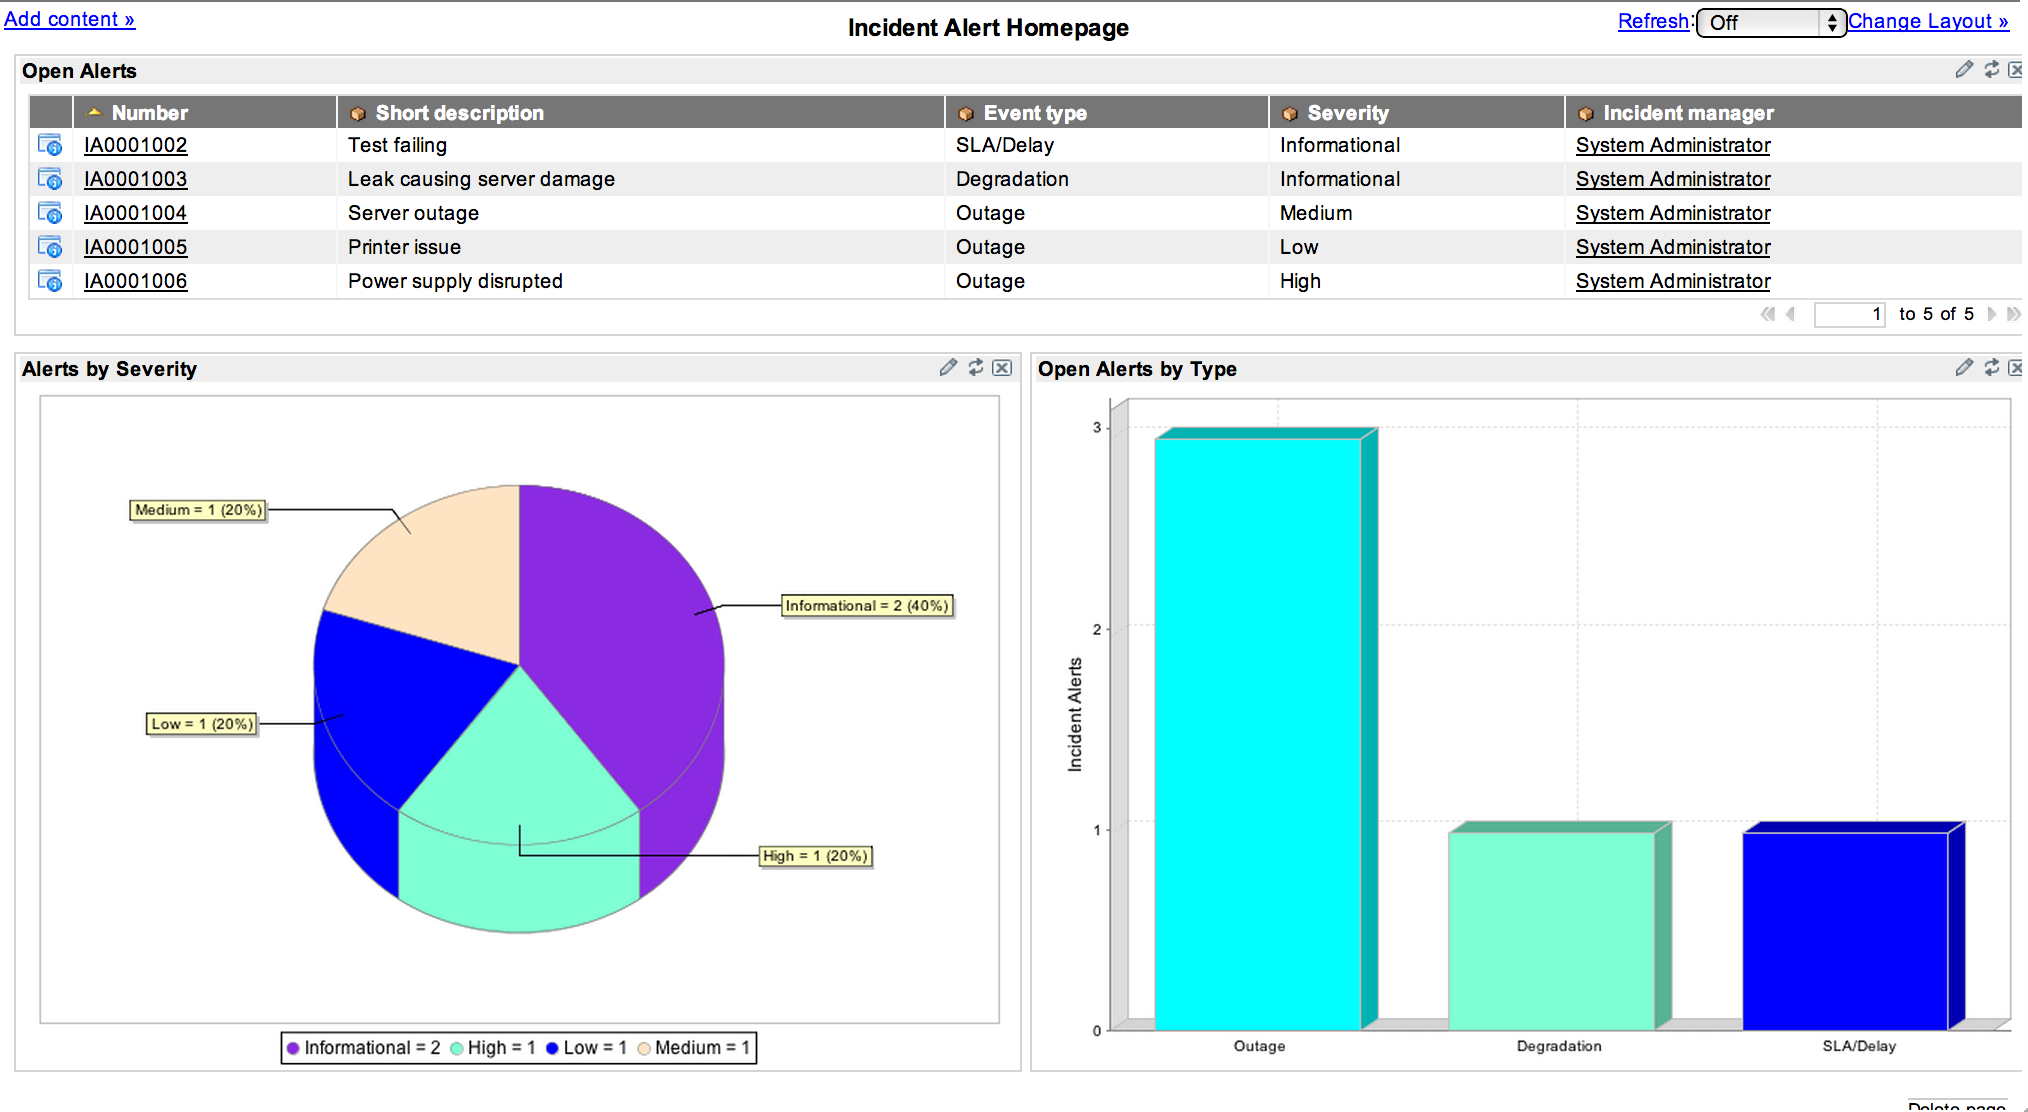 Add content »
Incident Alert Homepage
Refresh: Off Change Layout »
Open Alerts
Number Short description Event type Severity Incident manager
IA0001002 Test failing SLA/Delay Informational System Administrator
IA0001003 Leak causing server damage Degradation Informational System Administrator
IA0001004 Server outage Outage Medium System Administrator
IA0001005 Printer issue Outage Low System Administrator
IA0001006 Power supply disrupted Outage High System Administrator
1 to 5 of 5
Alerts by Severity
Medium = 1 (20%)
Informational = 2 (40%)
Low = 1 (20%)
High = 1 (20%)
Informational = 2 High = 1 Low = 1 Medium = 1
Open Alerts by Type
3
2
1
0
Incident Alerts
Outage Degradation SLA/Delay
Delete page